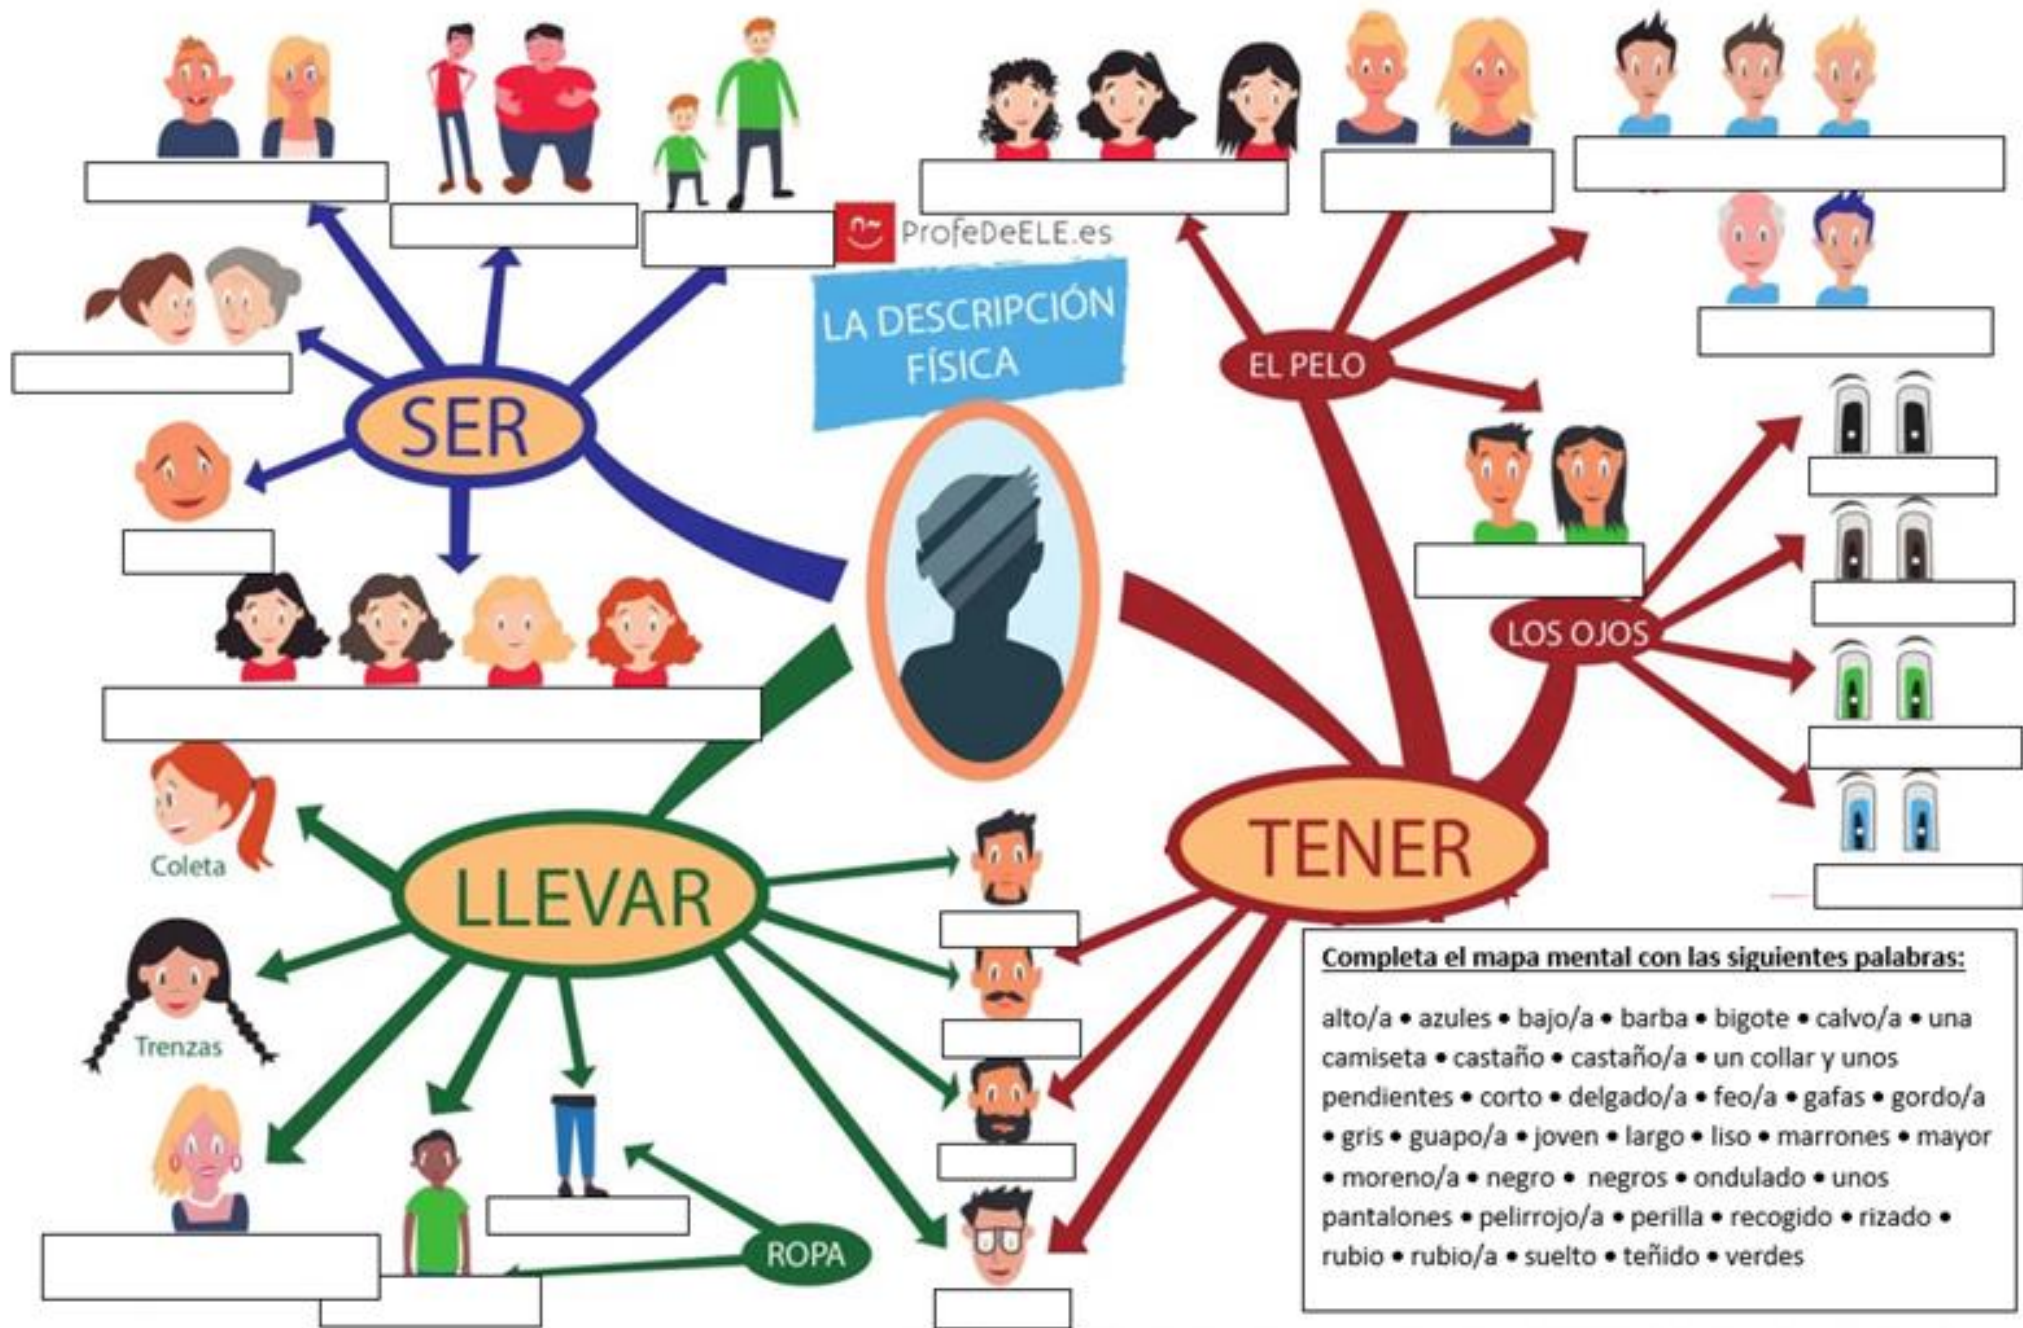 ProfeDeELE.es
LA DESCRIPCIÓN
FÍSICA
SER
EL PELO
LOS OJOS
TENER
LLEVAR
Coleta
Trenzas
ROPA
Completa el mapa mental con las siguientes palabras:
alto/a • azules • bajo/a • barba • bigote • calvo/a • una
camiseta • castaño • castaño/a • un collar y unos
pendientes • corto • delgado/a • feo/a • gafas • gordo/a
• gris • guapo/a • joven • largo • liso • marrones • mayor
• moreno/a • negro • negros • ondulado • unos
pantalones • pelirrojo/a • perilla • recogido • rizado •
rubio • rubio/a • suelto • teñido • verdes